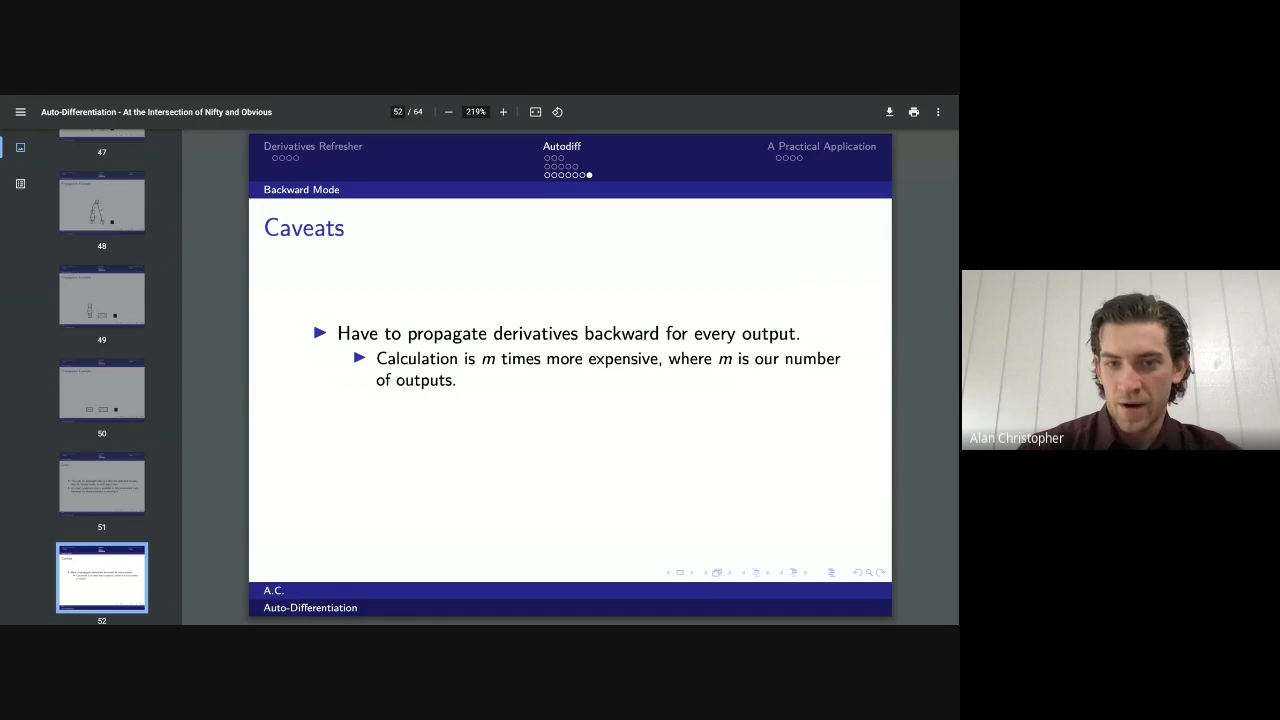 Auto-Differentiation - At the Intersection of Nifty and Obvious
52 / 64
219%
47
48
49
50
51
52
Derivatives Refresher
Autodiff
A Practical Application
Backward Mode
Caveats
Have to propagate derivatives backward for every output.
Calculation is m times more expensive, where m is our number
of outputs.
A.C.
Auto-Differentiation
Alan Christopher